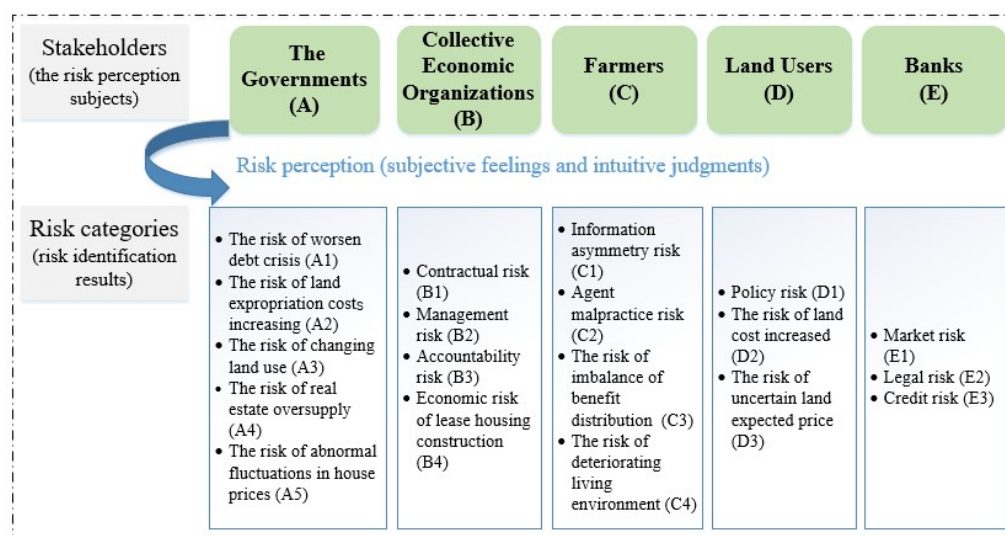 Stakeholders
(the risk perception
subjects)
The
Governments
(A)
Collective
Economic
Organizations
(B)
Farmers
(C)
Land Users
(D)
Banks
(E)
Risk perception (subjective feelings and intuitive judgments)
Risk categories
(risk identification
results)
• The risk of worsen
debt crisis (A1)
• The risk of land
expropriation costs
increasing (A2)
• The risk of changing
land use (A3)
• The risk of real
estate oversupply
(A4)
• The risk of abnormal
fluctuations in house
prices (A5)
• Contractual risk
(B1)
• Management
risk (B2)
• Accountability
risk (B3)
• Economic risk
of lease housing
construction
(B4)
• Information
asymmetry risk
(C1)
• Agent
malpractice risk
(C2)
• The risk of
imbalance of
benefit
distribution (C3)
• The risk of
deteriorating
living
environment (C4)
• Policy risk (D1)
• The risk of land
cost increased
(D2)
• The risk of
uncertain land
expected price
(D3)
• Market risk
(E1)
• Legal risk (E2)
• Credit risk (E3)